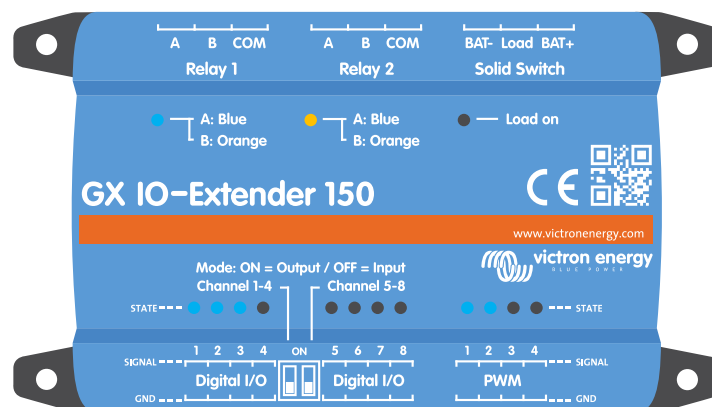 A B COM A B COM BAT- Load BAT+
Relay 1 Relay 2 Solid Switch
A: Blue A: Blue Load on
B: Orange B: Orange
GX IO-Extender 150 CE
www.victronenergy.com
victron energy
BLUE POWER
Mode: ON = Output / OFF = Input
Channel 1-4 Channel 5-8
STATE STATE
1 2 3 4 ON 5 6 7 8 1 2 3 4
SIGNAL SIGNAL
Digital I/O Digital I/O PWM
GND GND